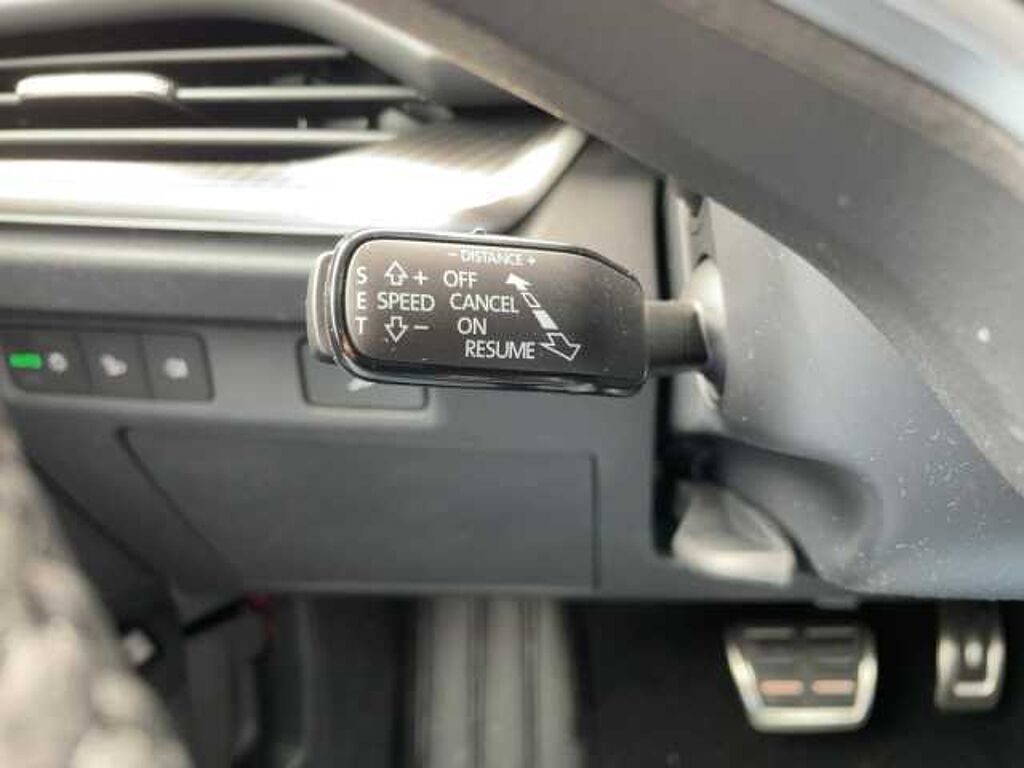 - DISTANCE +
S + OFF
E SPEED CANCEL
T - ON
RESUME